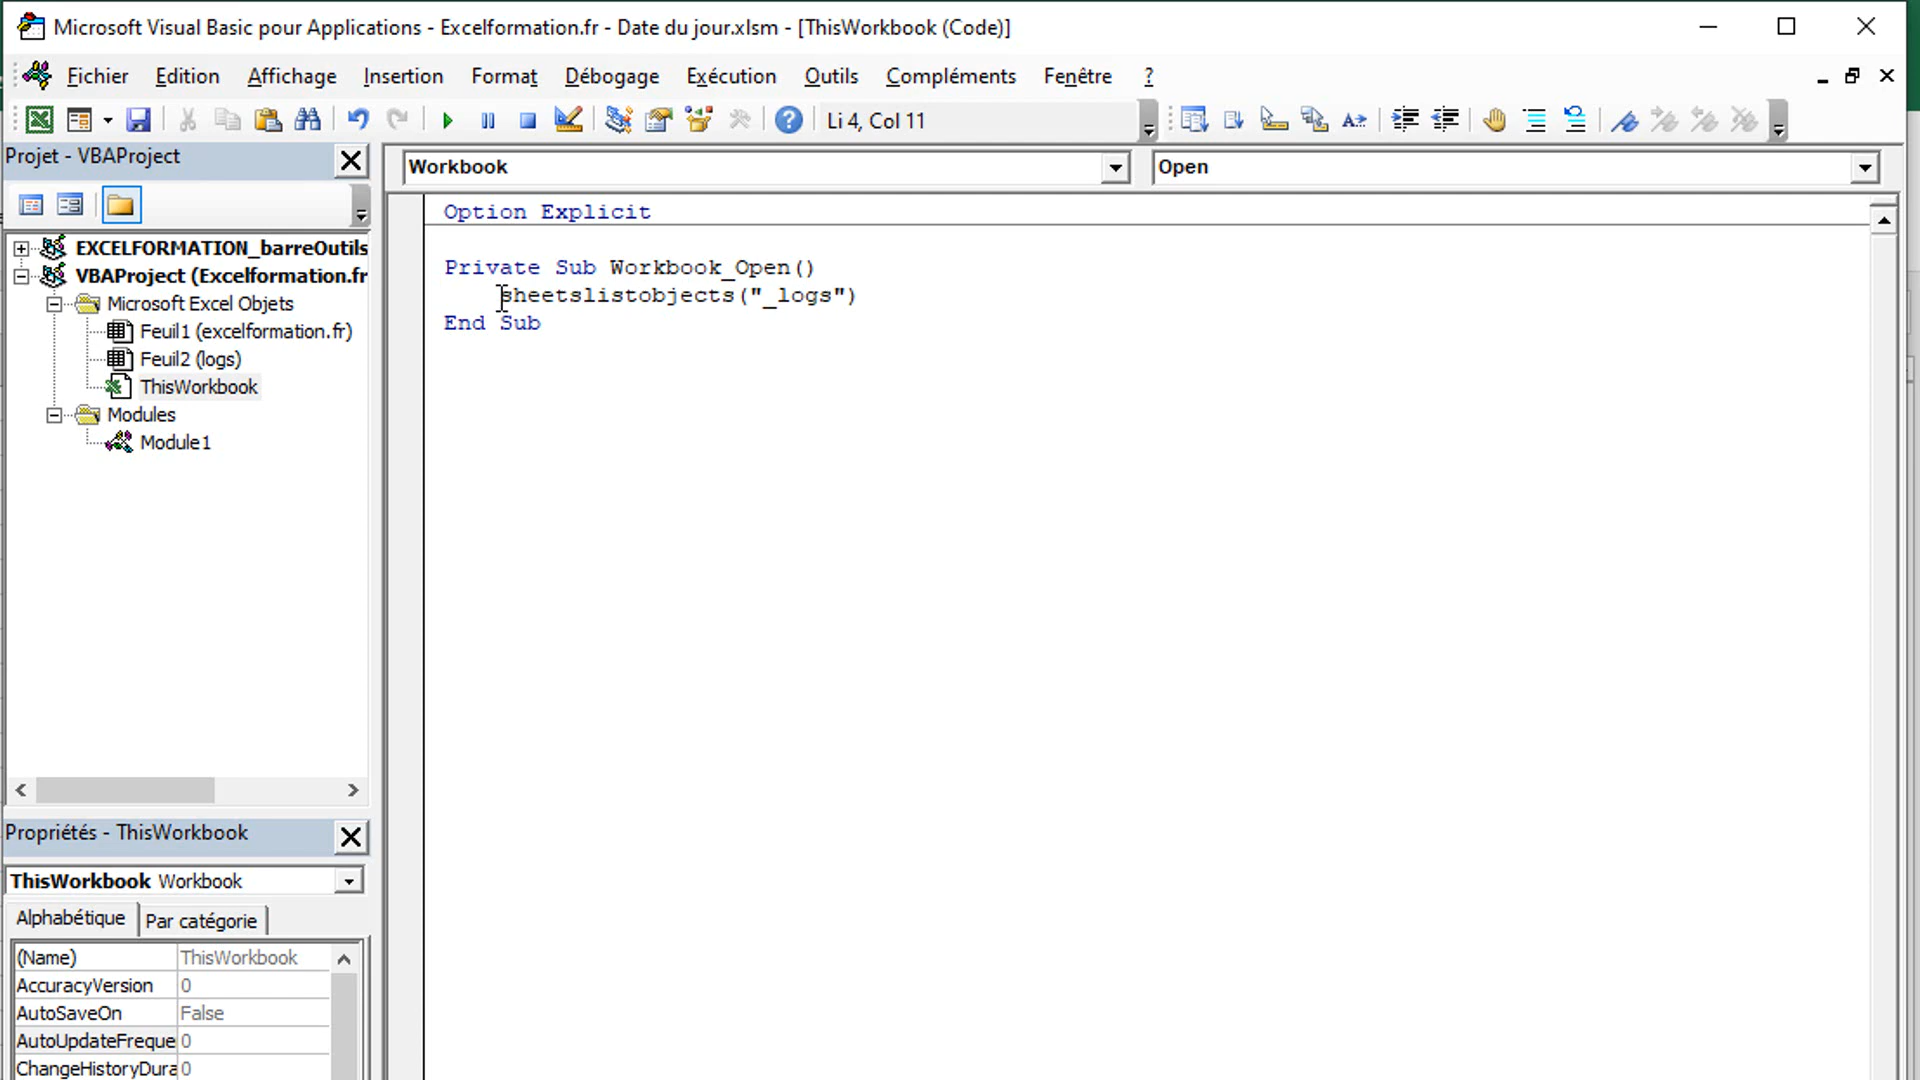 Microsoft Visual Basic pour Applications - Excelformation.fr - Date du jour.xlsm - [ThisWorkbook (Code)]
Fichier Edition Affichage Insertion Format Débogage Exécution Outils Compléments Fenêtre ?
Li 4, Col 11
Projet - VBAProject
Workbook
Open
EXCELFORMATION_barreOutils
VBAProject (Excelformation.fr
Microsoft Excel Objets
Feuil1 (excelformation.fr)
Feuil2 (logs)
ThisWorkbook
Modules
Module1
Option Explicit
Private Sub Workbook_Open()
sheetslistobjects("_logs")
End Sub
Propriétés - ThisWorkbook
ThisWorkbook Workbook
Alphabétique Par catégorie
(Name) ThisWorkbook
AccuracyVersion 0
AutoSaveOn False
AutoUpdateFreque 0
ChangeHistoryDura 0